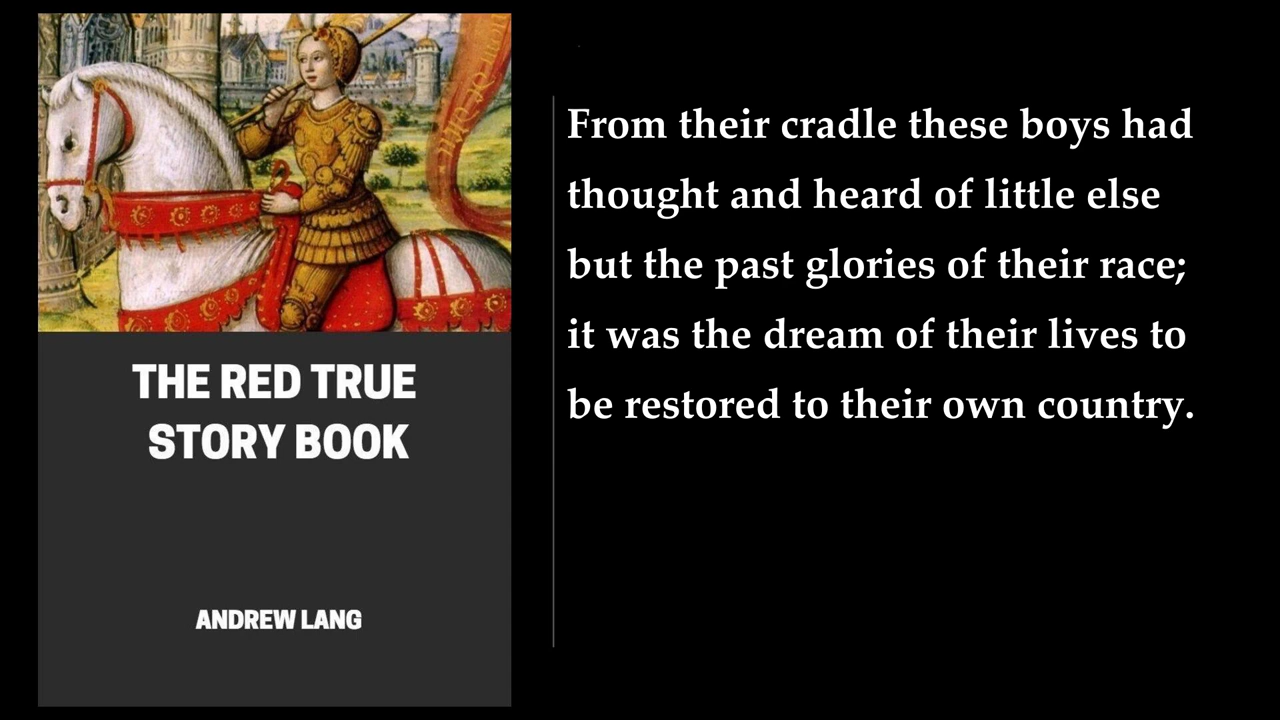 THE RED TRUE
STORY BOOK
ANDREW LANG
From their cradle these boys had
thought and heard of little else
but the past glories of their race;
it was the dream of their lives to
be restored to their own country.